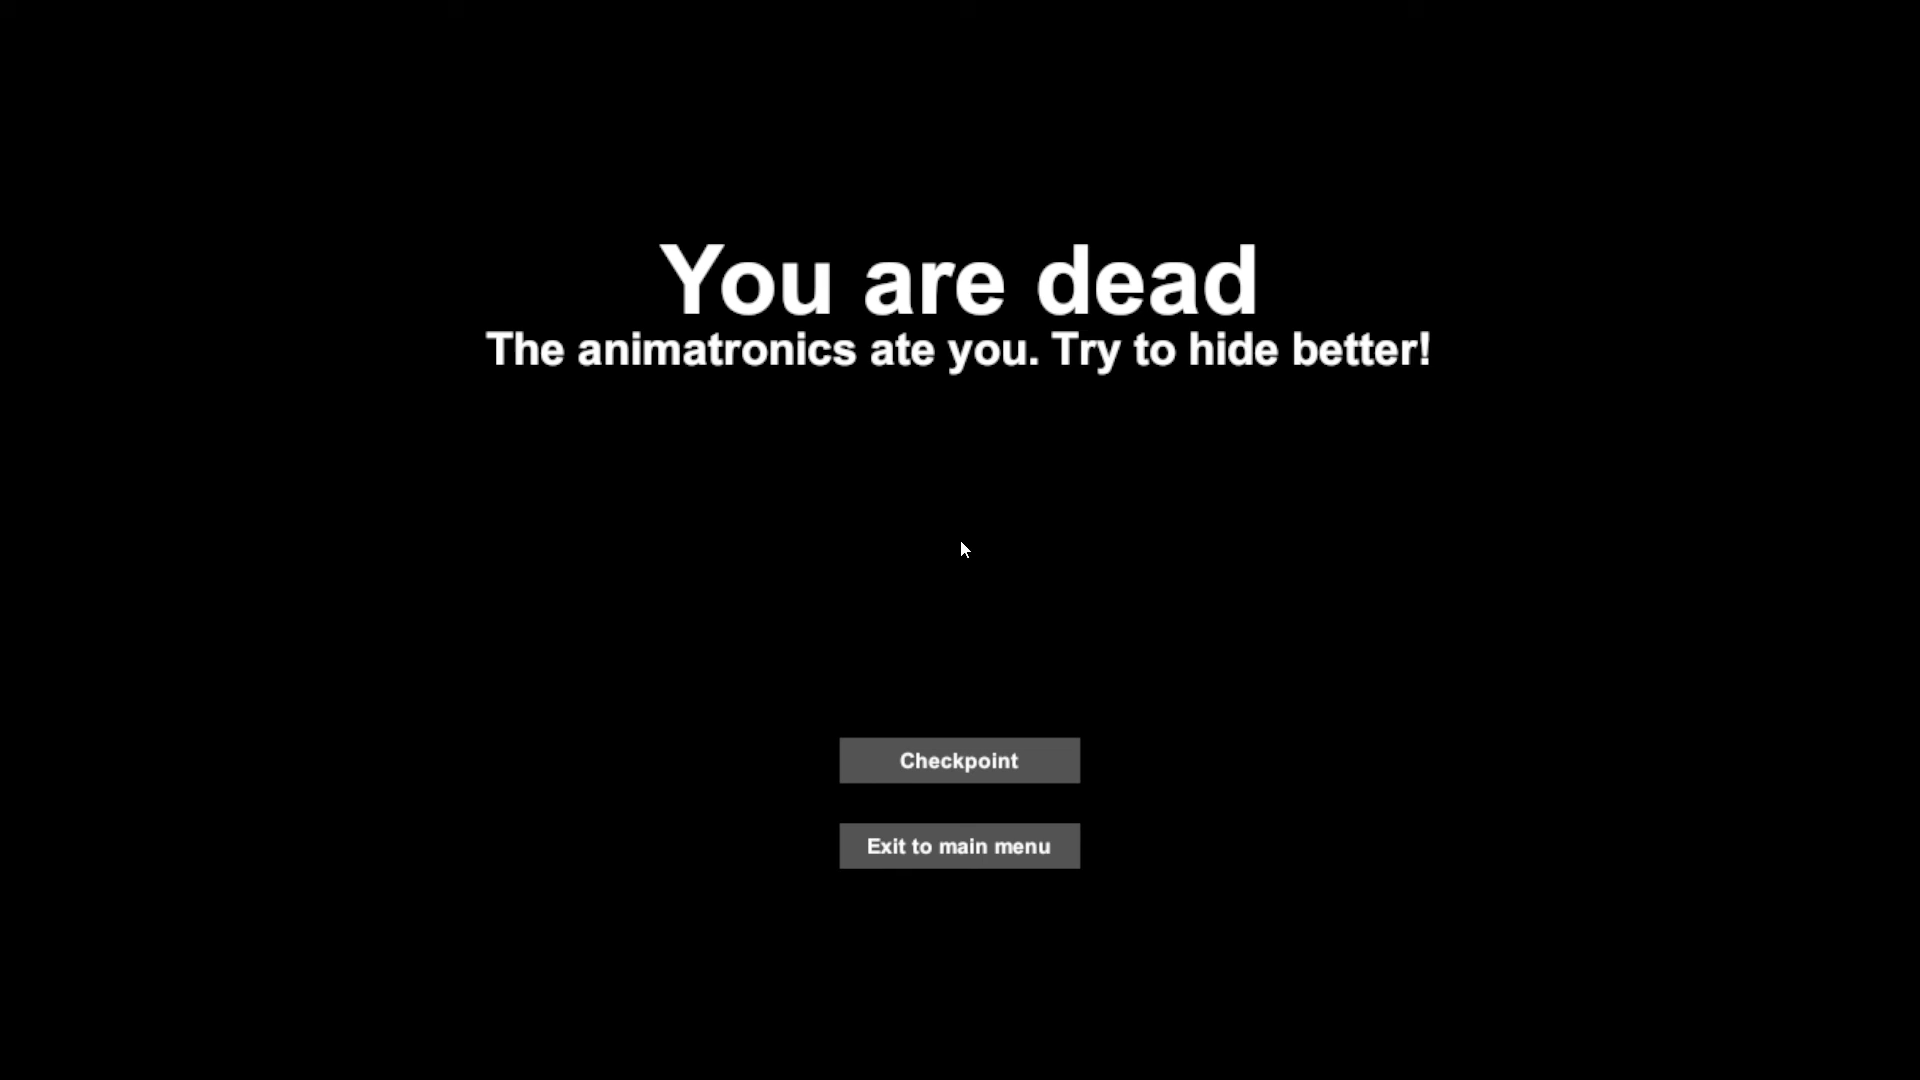 You are dead
The animatronics ate you. Try to hide better!
Checkpoint
Exit to main menu